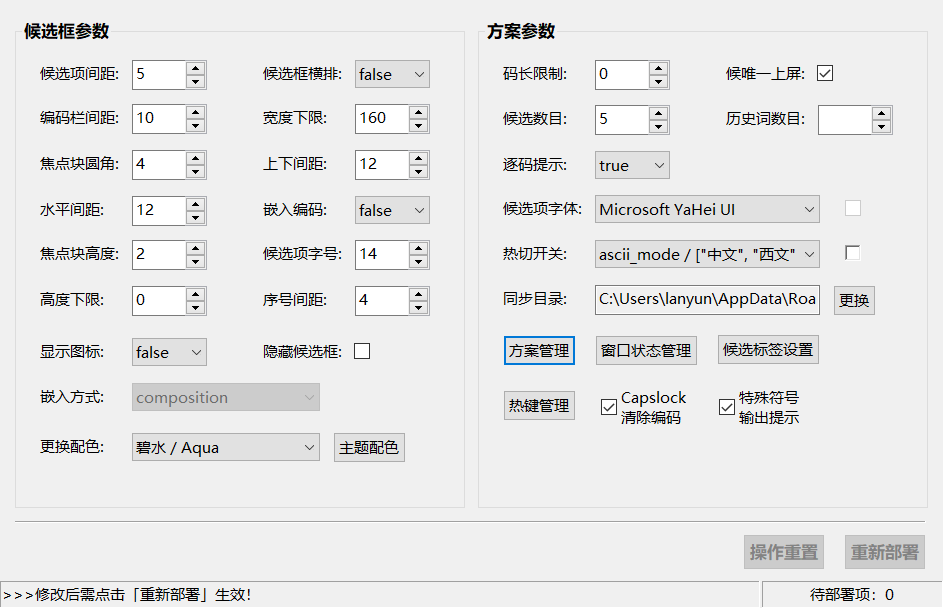 候选框参数
候选项间距: 5 候选框横排: false
编码栏间距: 10 宽度下限: 160
焦点块圆角: 4 上下间距: 12
水平间距: 12 嵌入编码: false
焦点块高度: 2 候选项字号: 14
高度下限: 0 序号间距: 4
显示图标: false 隐藏候选框:
嵌入方式: composition
更换配色: 碧水 / Aqua 主题配色
方案参数
码长限制: 0 候唯一上屏:
候选数目: 5 历史词数目:
逐码提示: true
候选项字体: Microsoft YaHei UI
热切开关: ascii_mode / ["中文", "西文"
同步目录: C:\Users\lanyun\AppData\Roa 更换
方案管理 窗口状态管理 候选标签设置
热键管理 Capslock 清除编码 特殊符号 输出提示
操作重置 重新部署
>>>修改后需点击「重新部署」生效! 待部署项: 0